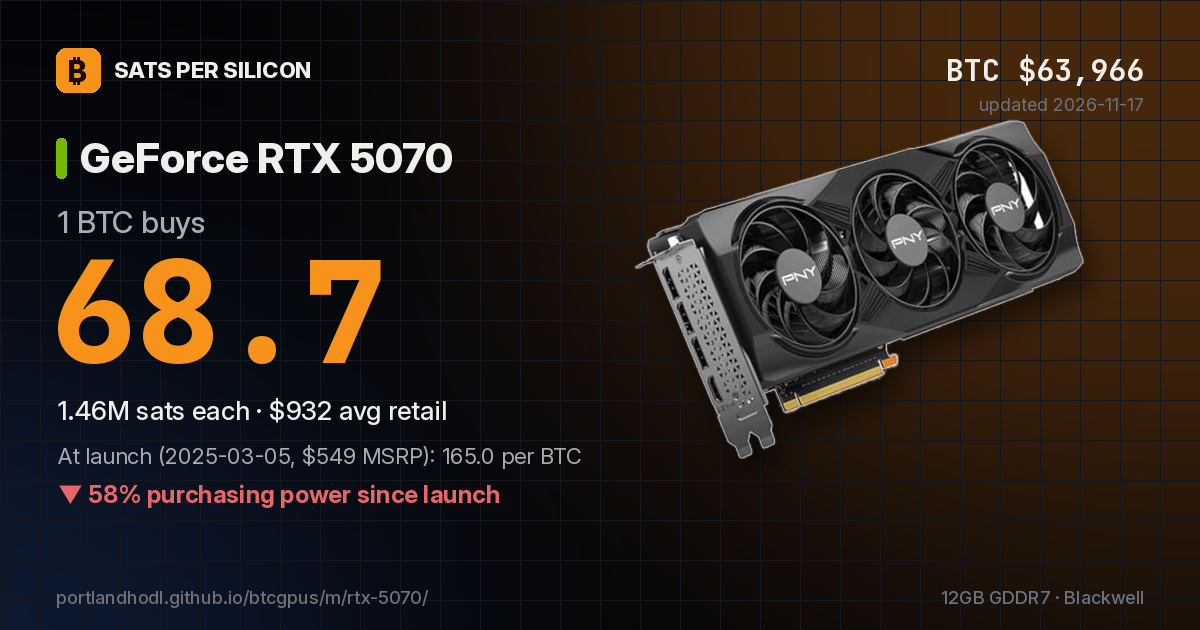 SATS PER SILICON
BTC $63,966
updated 2026-11-17
GeForce RTX 5070
1 BTC buys
68.7
1.46M sats each · $932 avg retail
At launch (2025-03-05, $549 MSRP): 165.0 per BTC
▼ 58% purchasing power since launch
PNY
PNY
PNY
portlandhodl.github.io/btcgpus/m/rtx-5070/
12GB GDDR7 · Blackwell